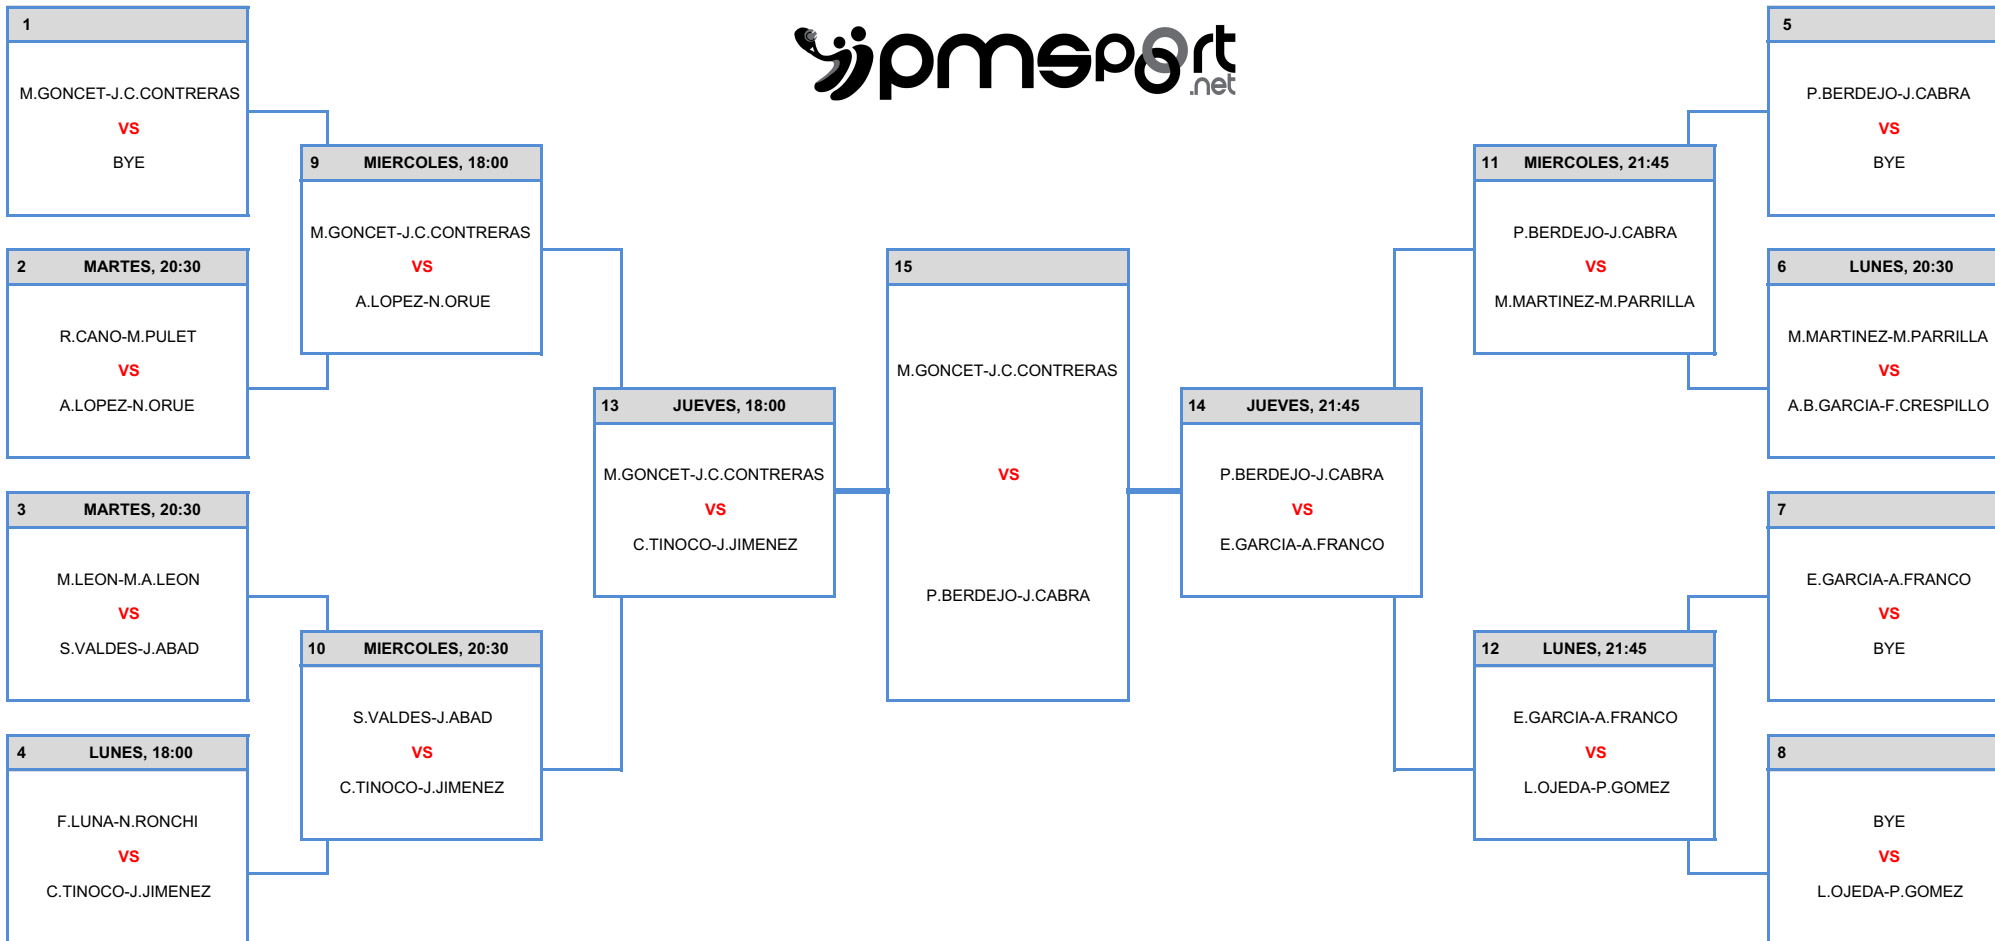 pmsport
.net
1
M.GONCET-J.C.CONTRERAS
VS
BYE
2 MARTES, 20:30
R.CANO-M.PULET
VS
A.LOPEZ-N.ORUE
3 MARTES, 20:30
M.LEON-M.A.LEON
VS
S.VALDES-J.ABAD
4 LUNES, 18:00
F.LUNA-N.RONCHI
VS
C.TINOCO-J.JIMENEZ
9 MIERCOLES, 18:00
M.GONCET-J.C.CONTRERAS
VS
A.LOPEZ-N.ORUE
10 MIERCOLES, 20:30
S.VALDES-J.ABAD
VS
C.TINOCO-J.JIMENEZ
13 JUEVES, 18:00
M.GONCET-J.C.CONTRERAS
VS
C.TINOCO-J.JIMENEZ
15
M.GONCET-J.C.CONTRERAS
VS
P.BERDEJO-J.CABRA
14 JUEVES, 21:45
P.BERDEJO-J.CABRA
VS
E.GARCIA-A.FRANCO
11 MIERCOLES, 21:45
P.BERDEJO-J.CABRA
VS
M.MARTINEZ-M.PARRILLA
12 LUNES, 21:45
E.GARCIA-A.FRANCO
VS
L.OJEDA-P.GOMEZ
5
P.BERDEJO-J.CABRA
VS
BYE
6 LUNES, 20:30
M.MARTINEZ-M.PARRILLA
VS
A.B.GARCIA-F.CRESPILLO
7
E.GARCIA-A.FRANCO
VS
BYE
8
BYE
VS
L.OJEDA-P.GOMEZ